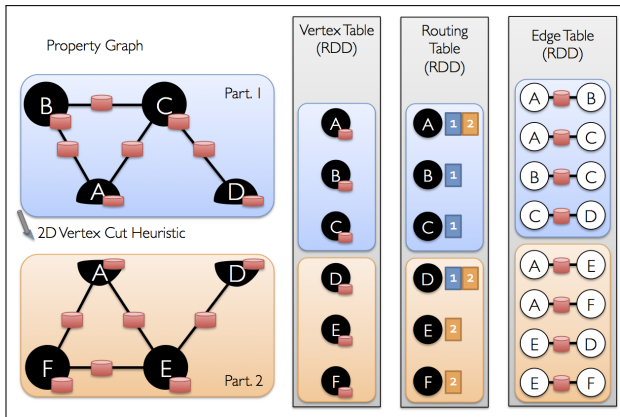 Property Graph
Part. 1
B
C
A
D
2D Vertex Cut Heuristic
A
D
F
E
Part. 2
Vertex Table
(RDD)
A
B
C
D
E
F
Routing
Table
(RDD)
A 1 2
B 1
C 1
D 1 2
E 2
F 2
Edge Table
(RDD)
A B
A C
B C
C D
A E
A F
E D
E F